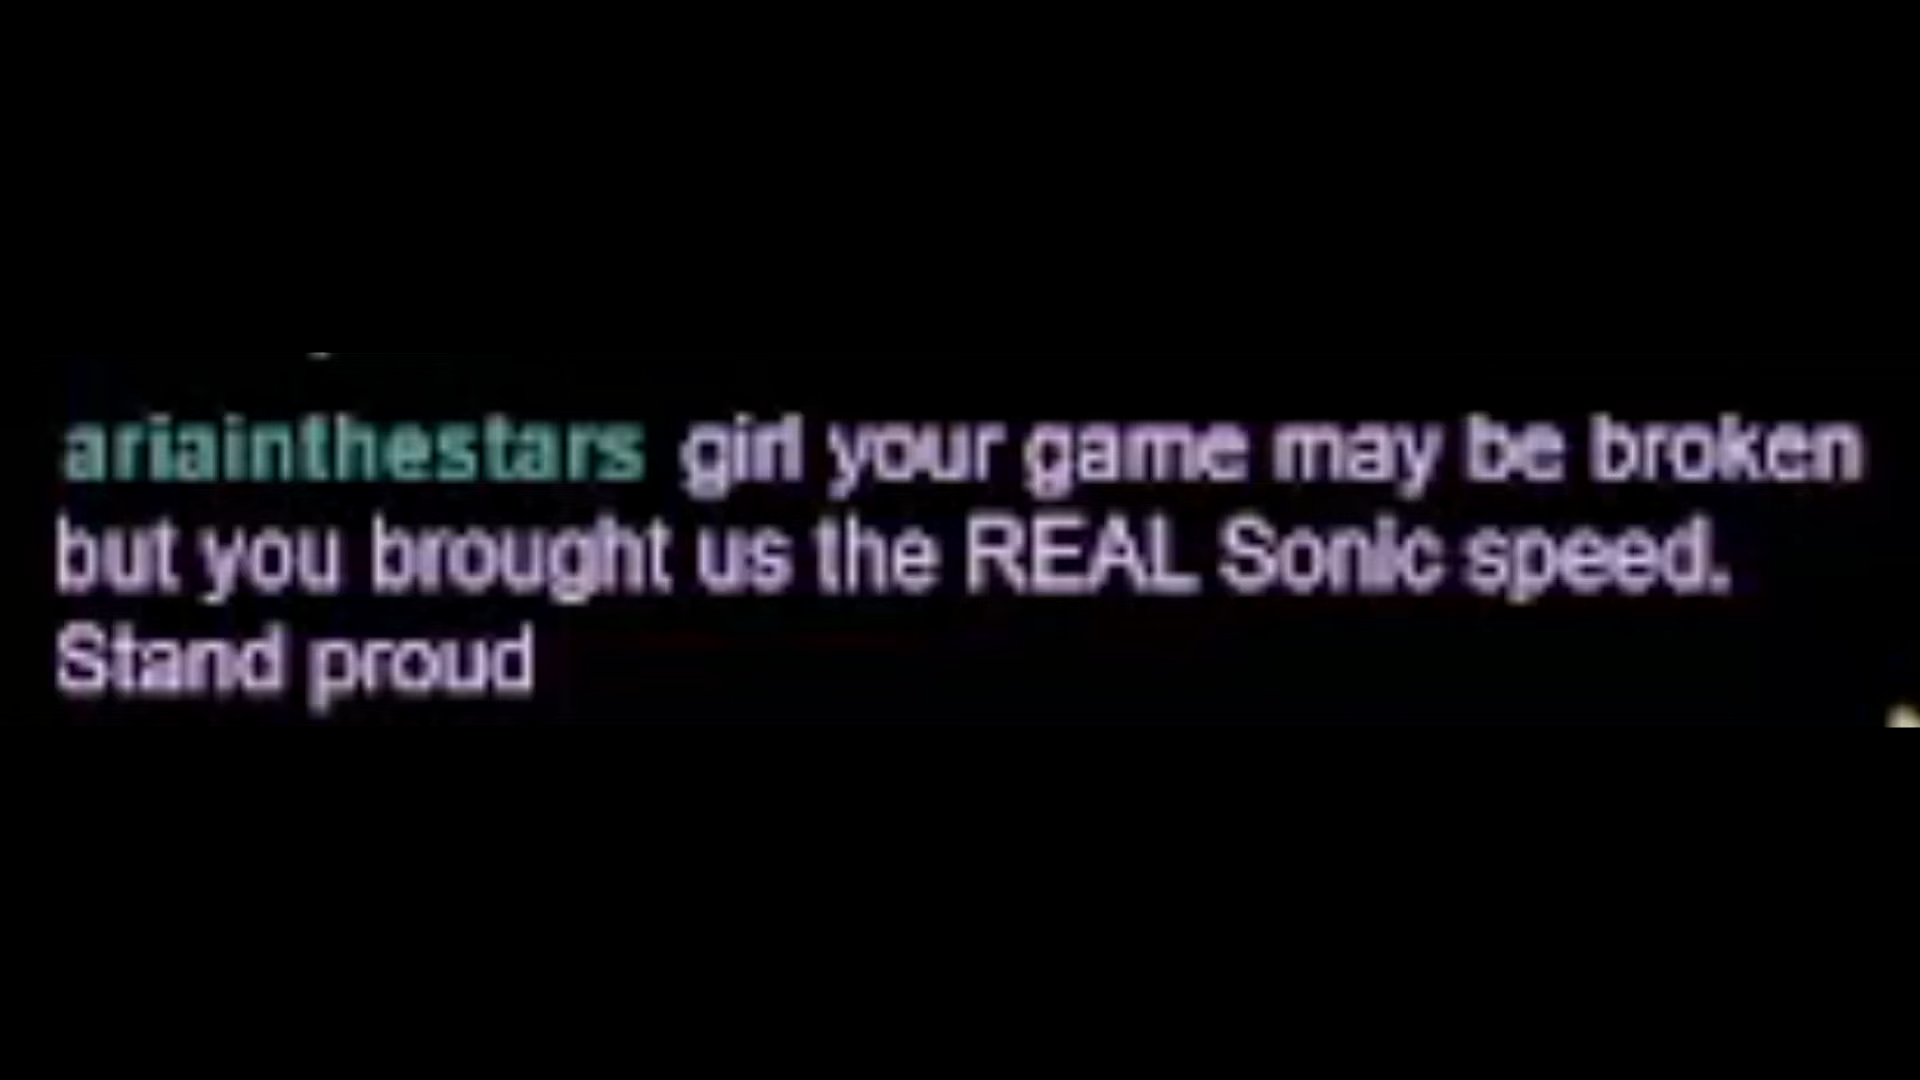 ariainthestars girl your game may be broken
but you brought us the REAL Sonic speed.
Stand proud